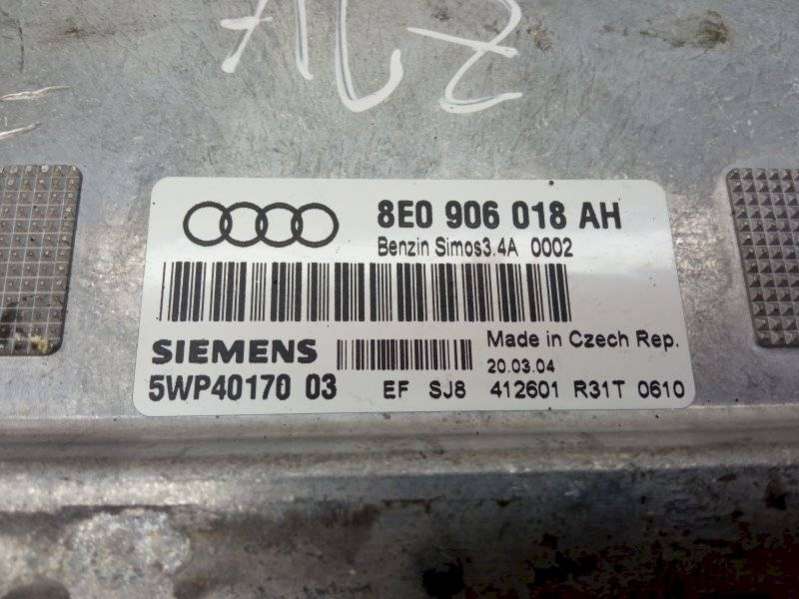 ALZ
8E0 906 018 AH
Benzin Simos3.4A 0002
SIEMENS
Made in Czech Rep.
20.03.04
5WP40170 03 EF SJ8 412601 R31T 0610